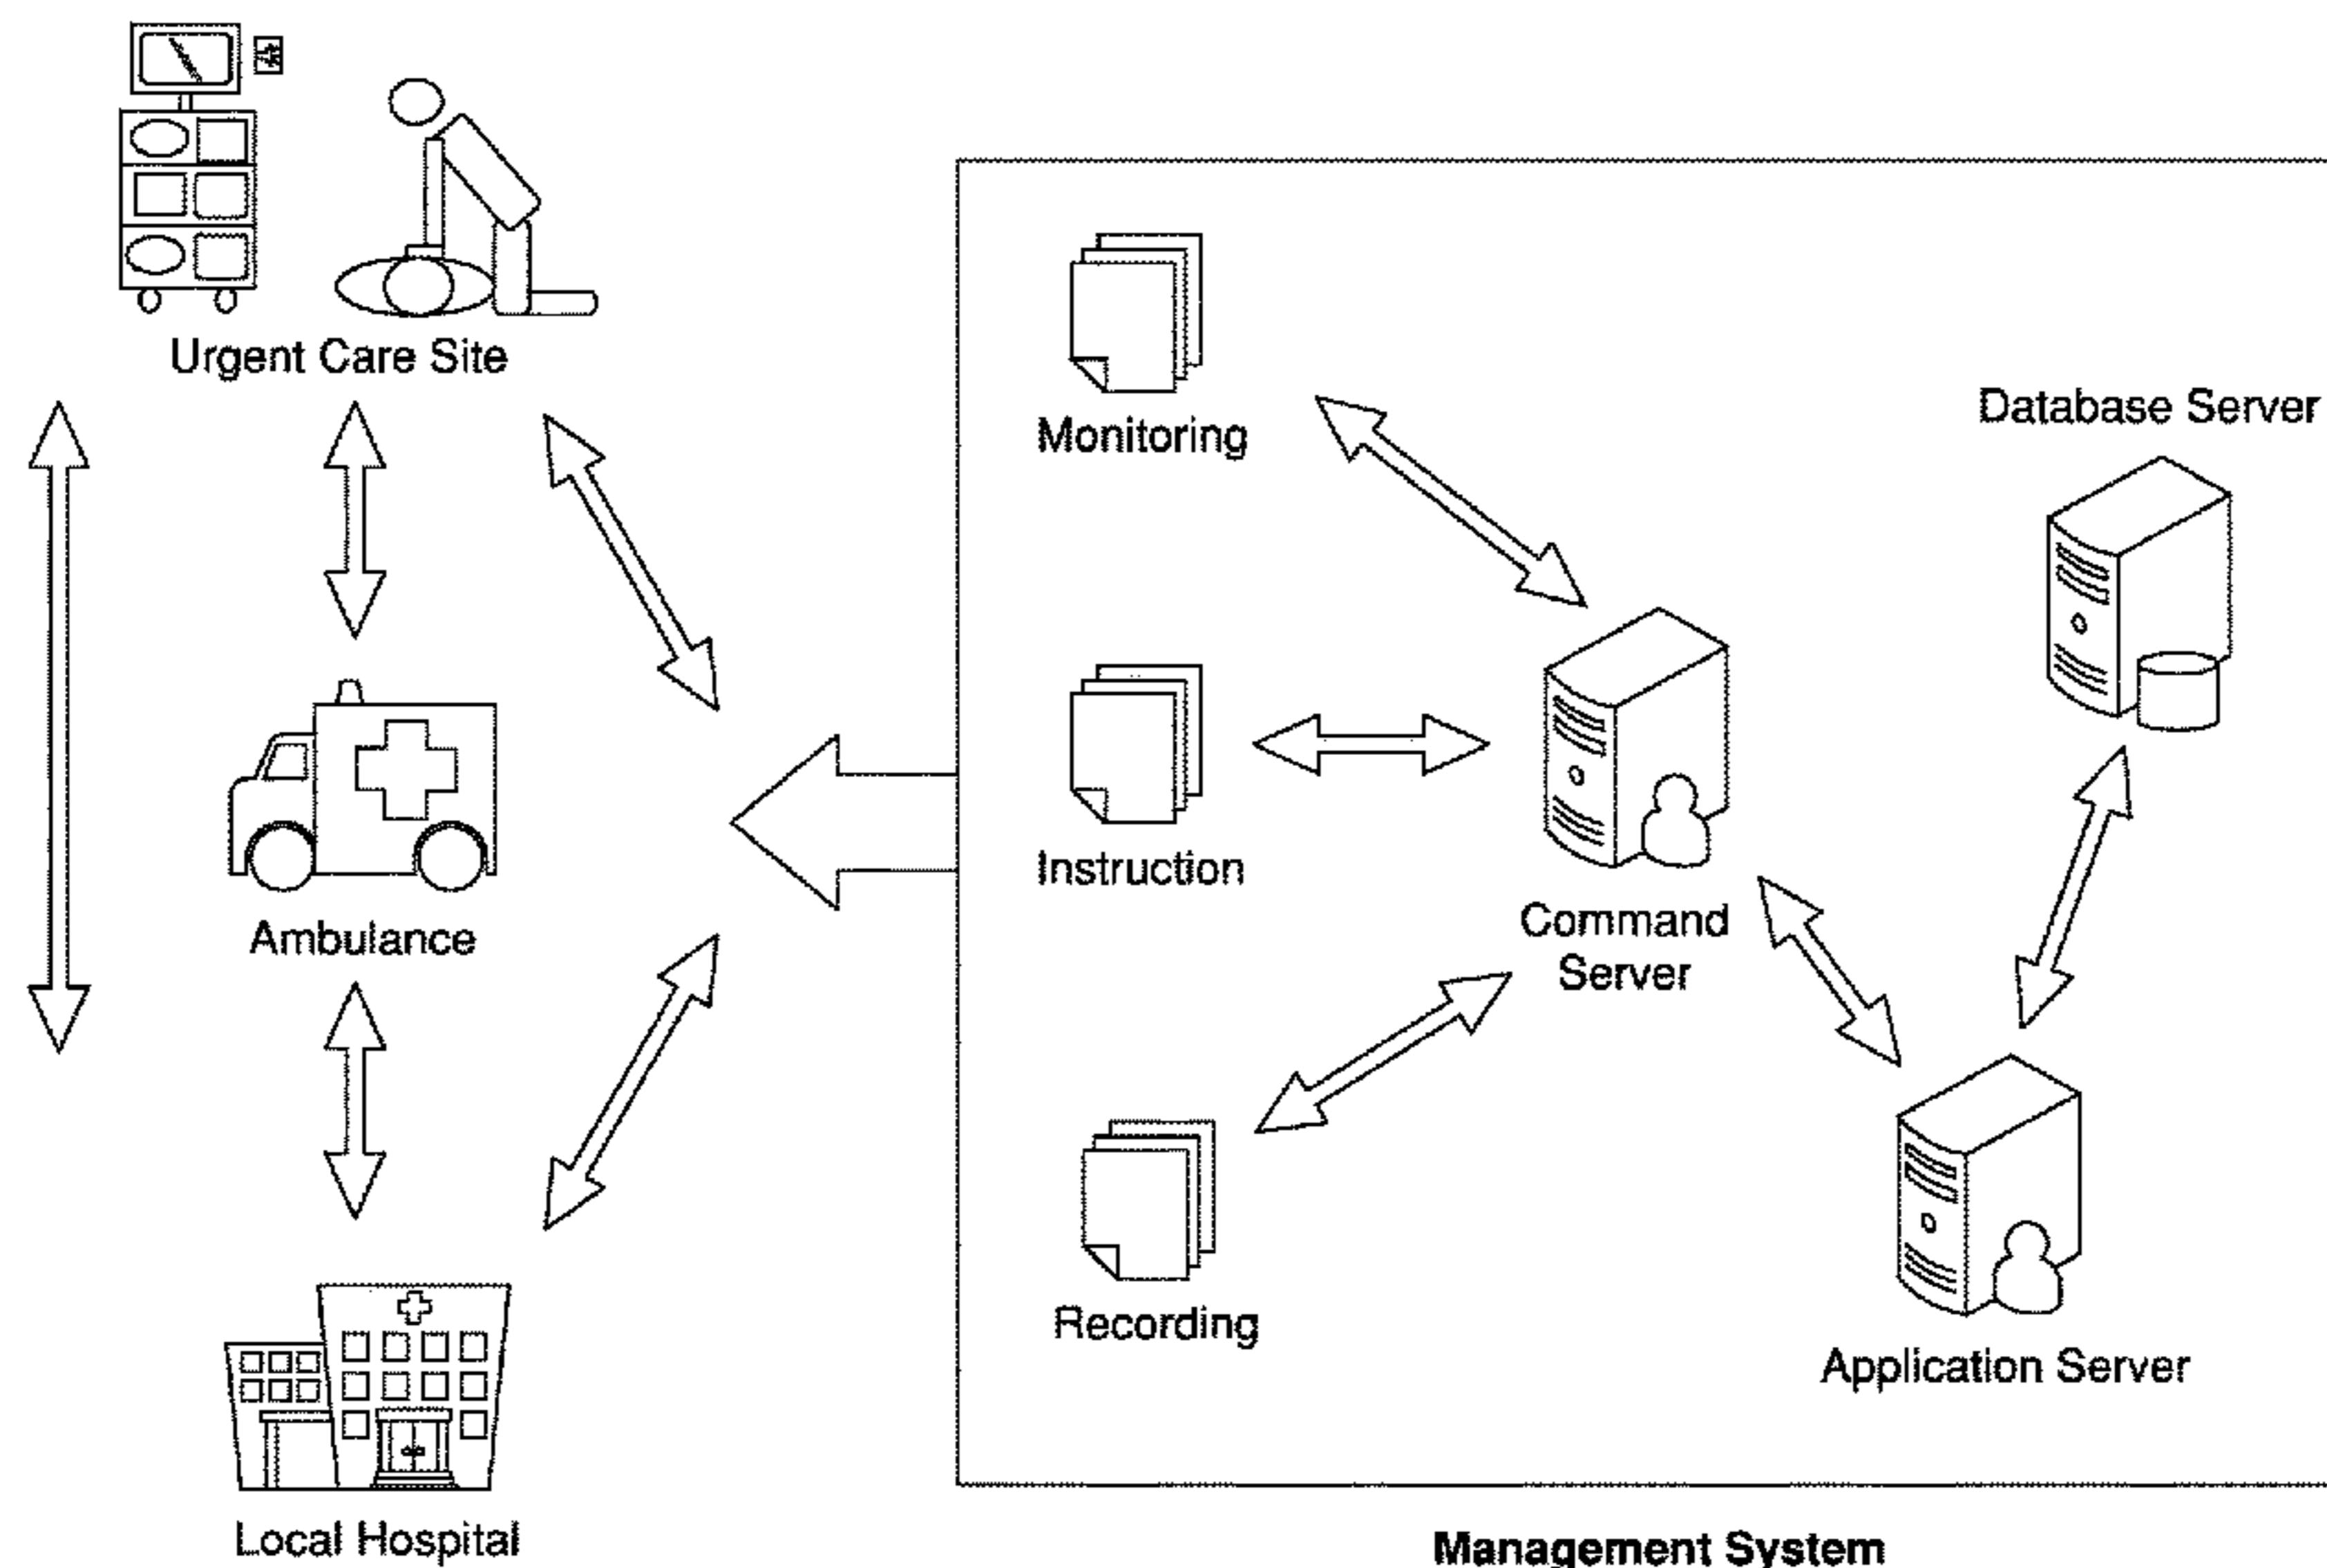 Urgent Care Site
Monitoring
Database Server
Instruction
Ambulance
Command
Server
Recording
Application Server
Local Hospital
Management System